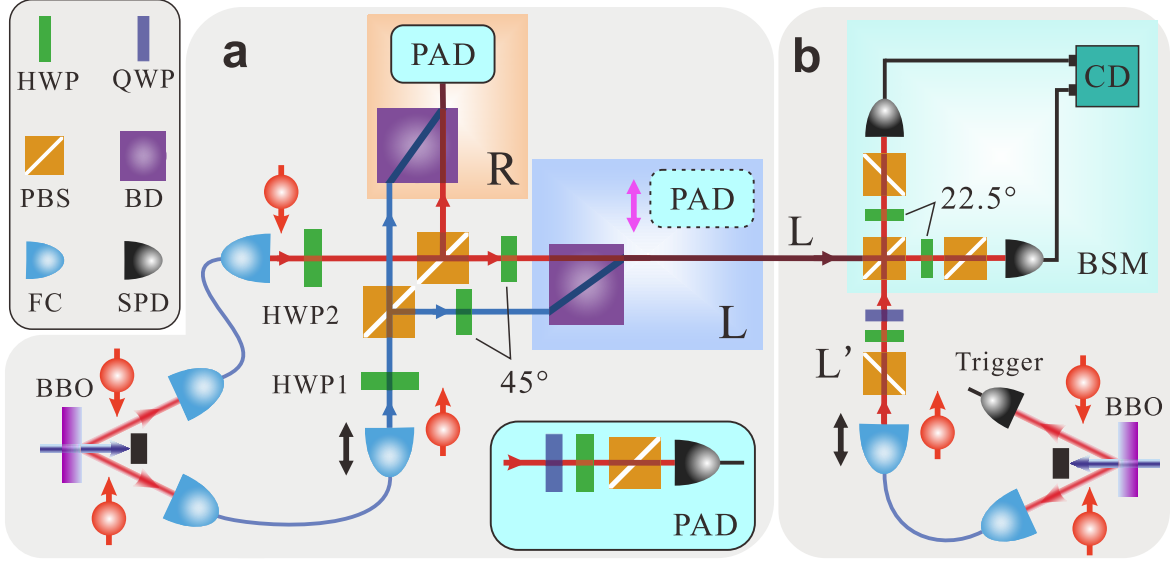 HWP
QWP
PBS
BD
FC
SPD
a
PAD
R
PAD
L
L
HWP2
HWP1
45°
BBO
PAD
b
CD
22.5°
BSM
L’
Trigger
BBO